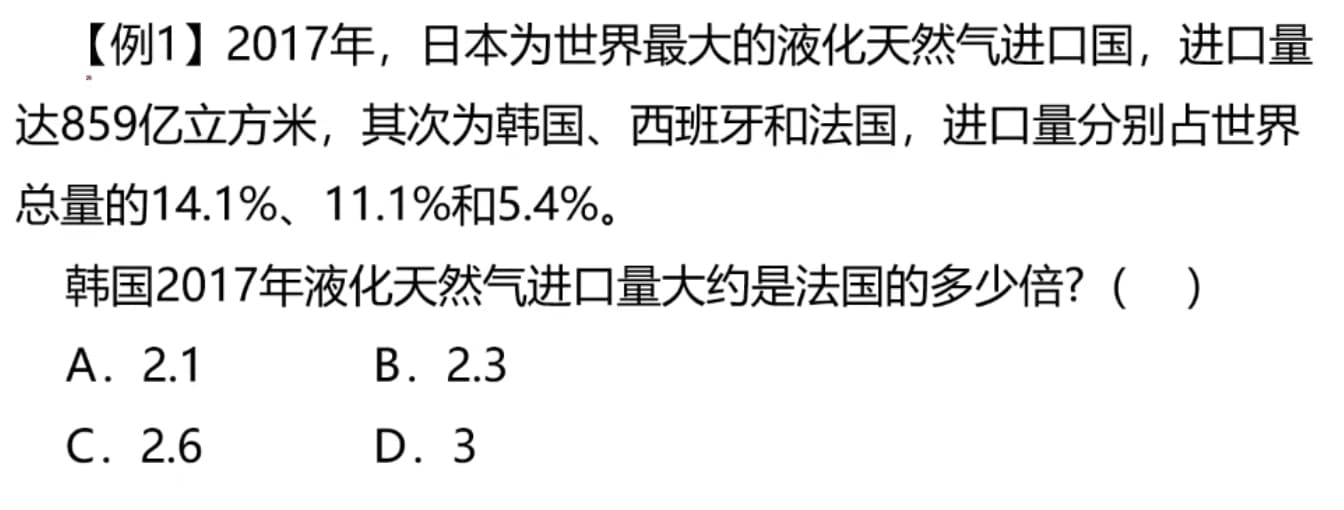 【例1】2017年，日本为世界最大的液化天然气进口国，进口量
达859亿立方米，其次为韩国、西班牙和法国，进口量分别占世界
总量的14.1%、11.1%和5.4%。
韩国2017年液化天然气进口量大约是法国的多少倍?（　）
A．2.1　　B．2.3
C．2.6　　D．3